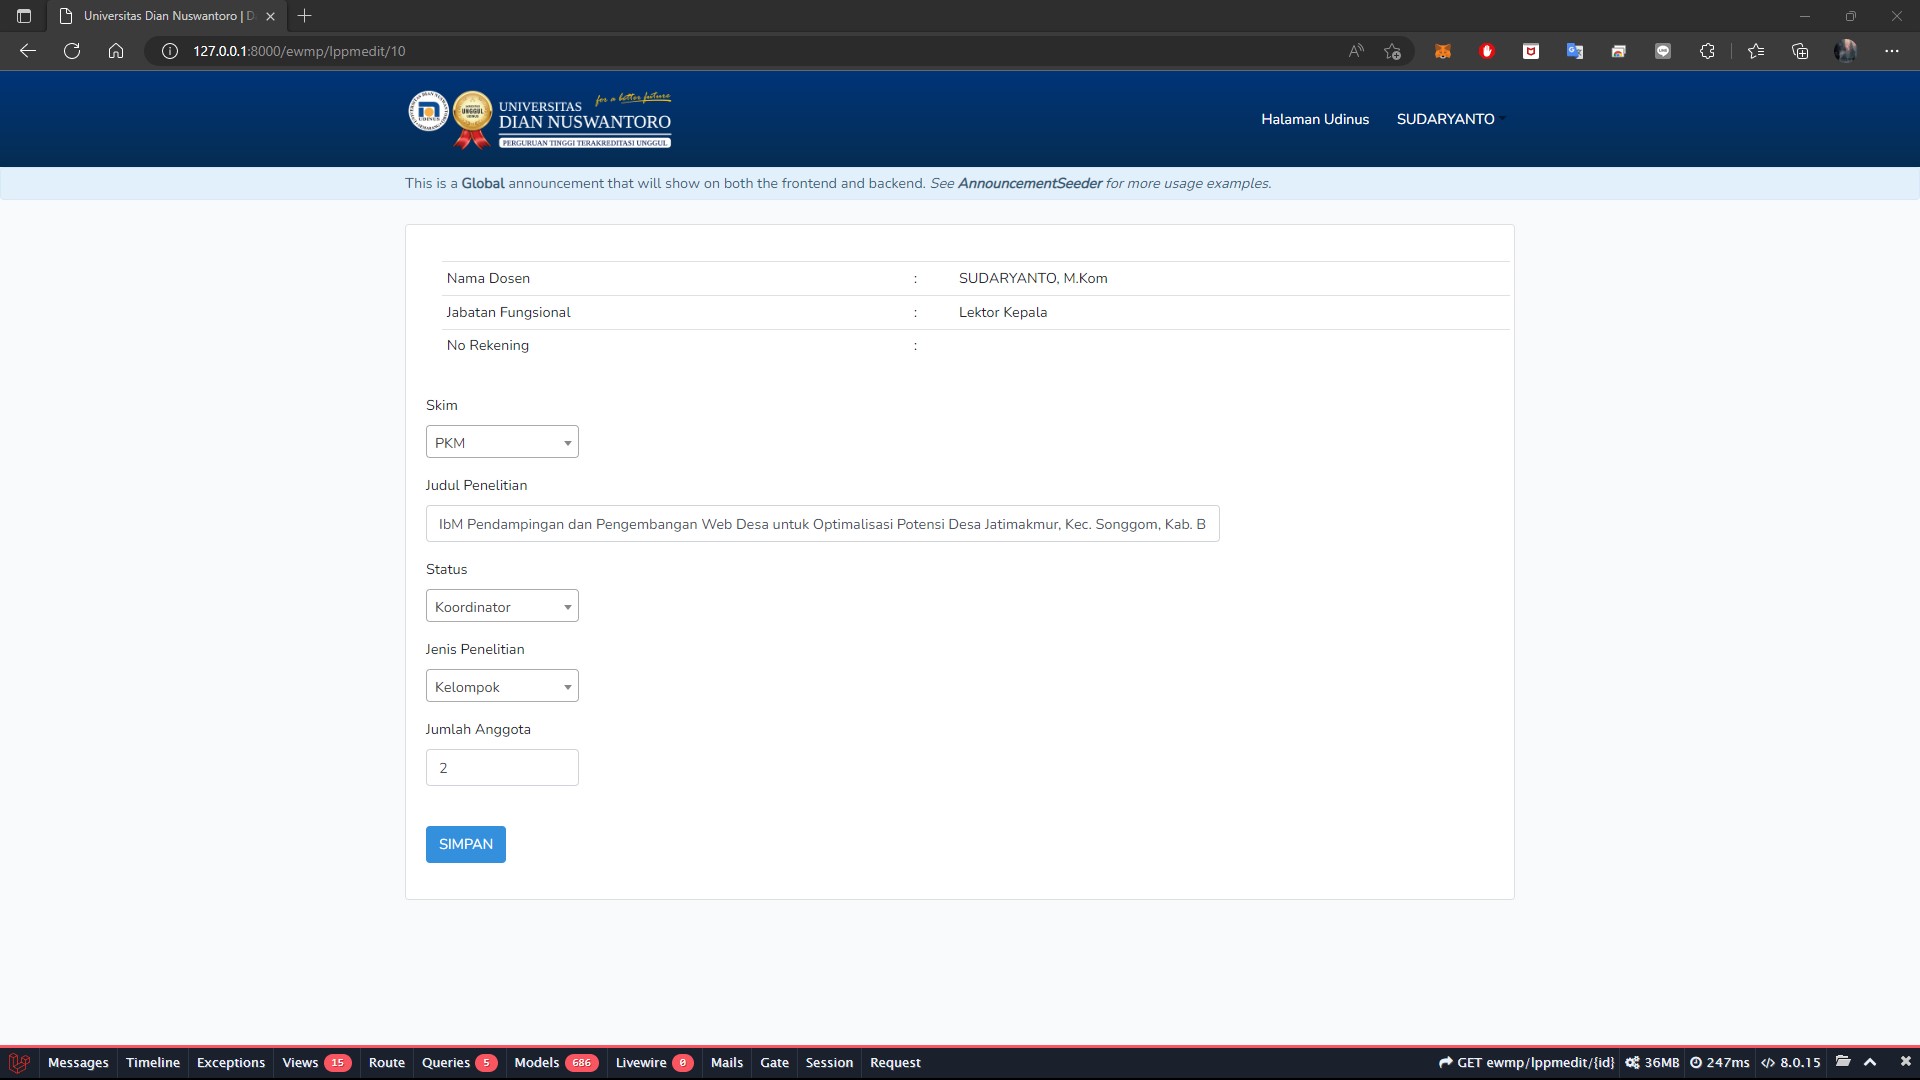 Universitas Dian Nuswantoro | D
127.0.0.1:8000/ewmp/lppmedit/10
for a better future
UNIVERSITAS
DIAN NUSWANTORO
PERGURUAN TINGGI TERAKREDITASI UNGGUL
UDINUS
UNGGUL
Halaman Udinus
SUDARYANTO
This is a Global announcement that will show on both the frontend and backend. See AnnouncementSeeder for more usage examples.
Nama Dosen : SUDARYANTO, M.Kom
Jabatan Fungsional : Lektor Kepala
No Rekening :
Skim
PKM
Judul Penelitian
IbM Pendampingan dan Pengembangan Web Desa untuk Optimalisasi Potensi Desa Jatimakmur, Kec. Songgom, Kab. B
Status
Koordinator
Jenis Penelitian
Kelompok
Jumlah Anggota
2
SIMPAN
Messages Timeline Exceptions Views 15 Route Queries 5 Models 686 Livewire 0 Mails Gate Session Request GET ewmp/lppmedit/{id} 36MB 247ms 8.0.15